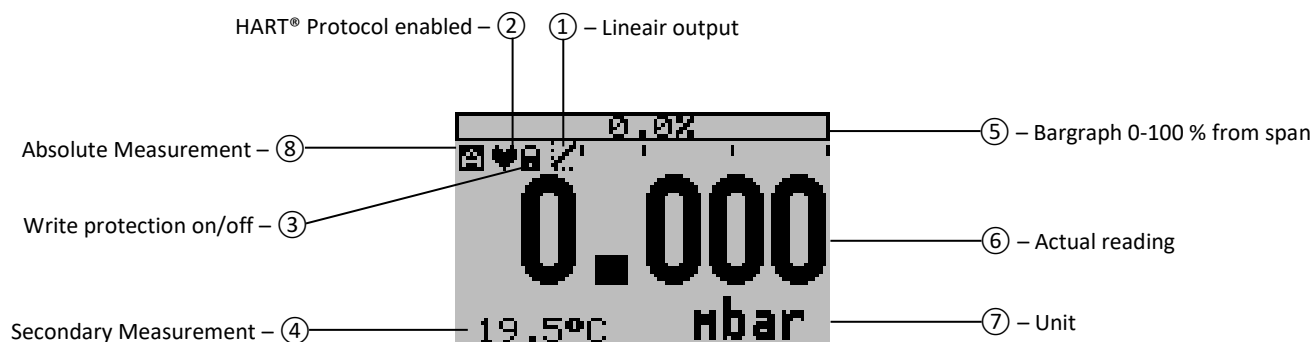 HART® Protocol enabled – ②
① – Lineair output
0.0%
⑤ – Bargraph 0-100 % from span
Absolute Measurement – ⑧
Write protection on/off – ③
0.000
⑥ – Actual reading
Secondary Measurement – ④
19.5°C
mbar
⑦ – Unit